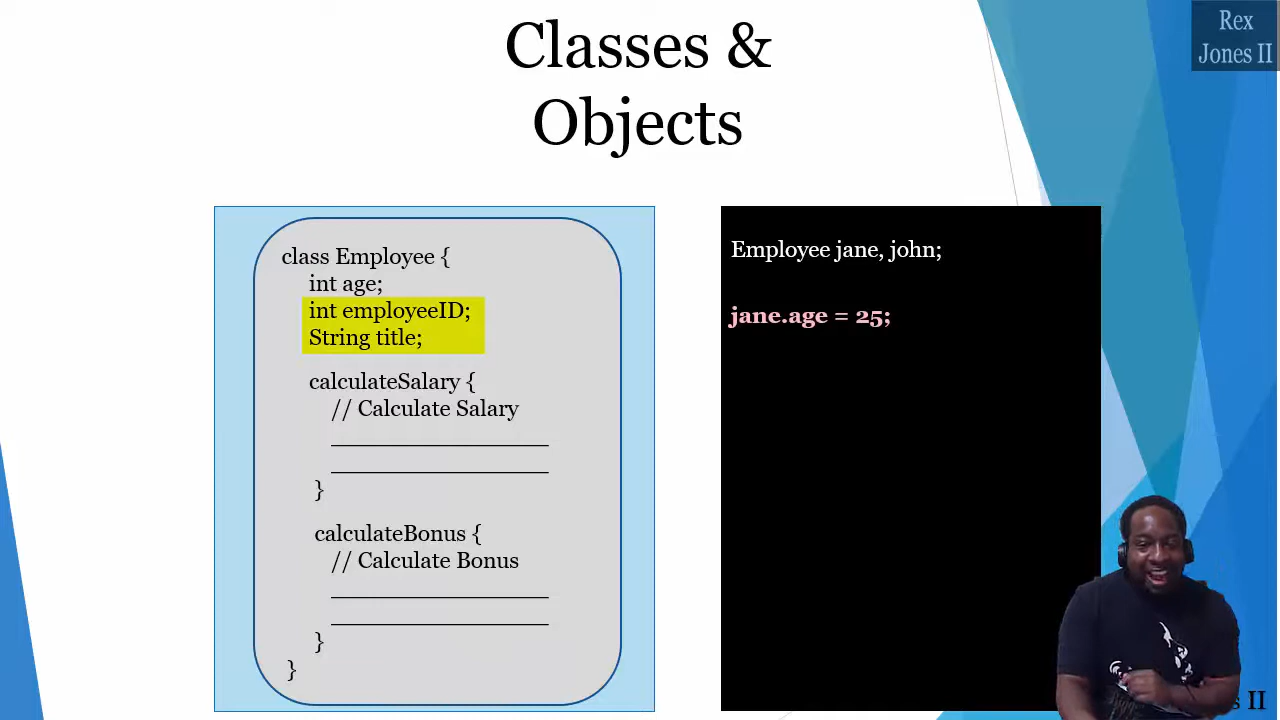 Classes &
Objects
Rex
Jones II
class Employee {
int age;
int employeeID;
String title;
calculateSalary {
// Calculate Salary
}
calculateBonus {
// Calculate Bonus
}
}
Employee jane, john;
jane.age = 25;
II